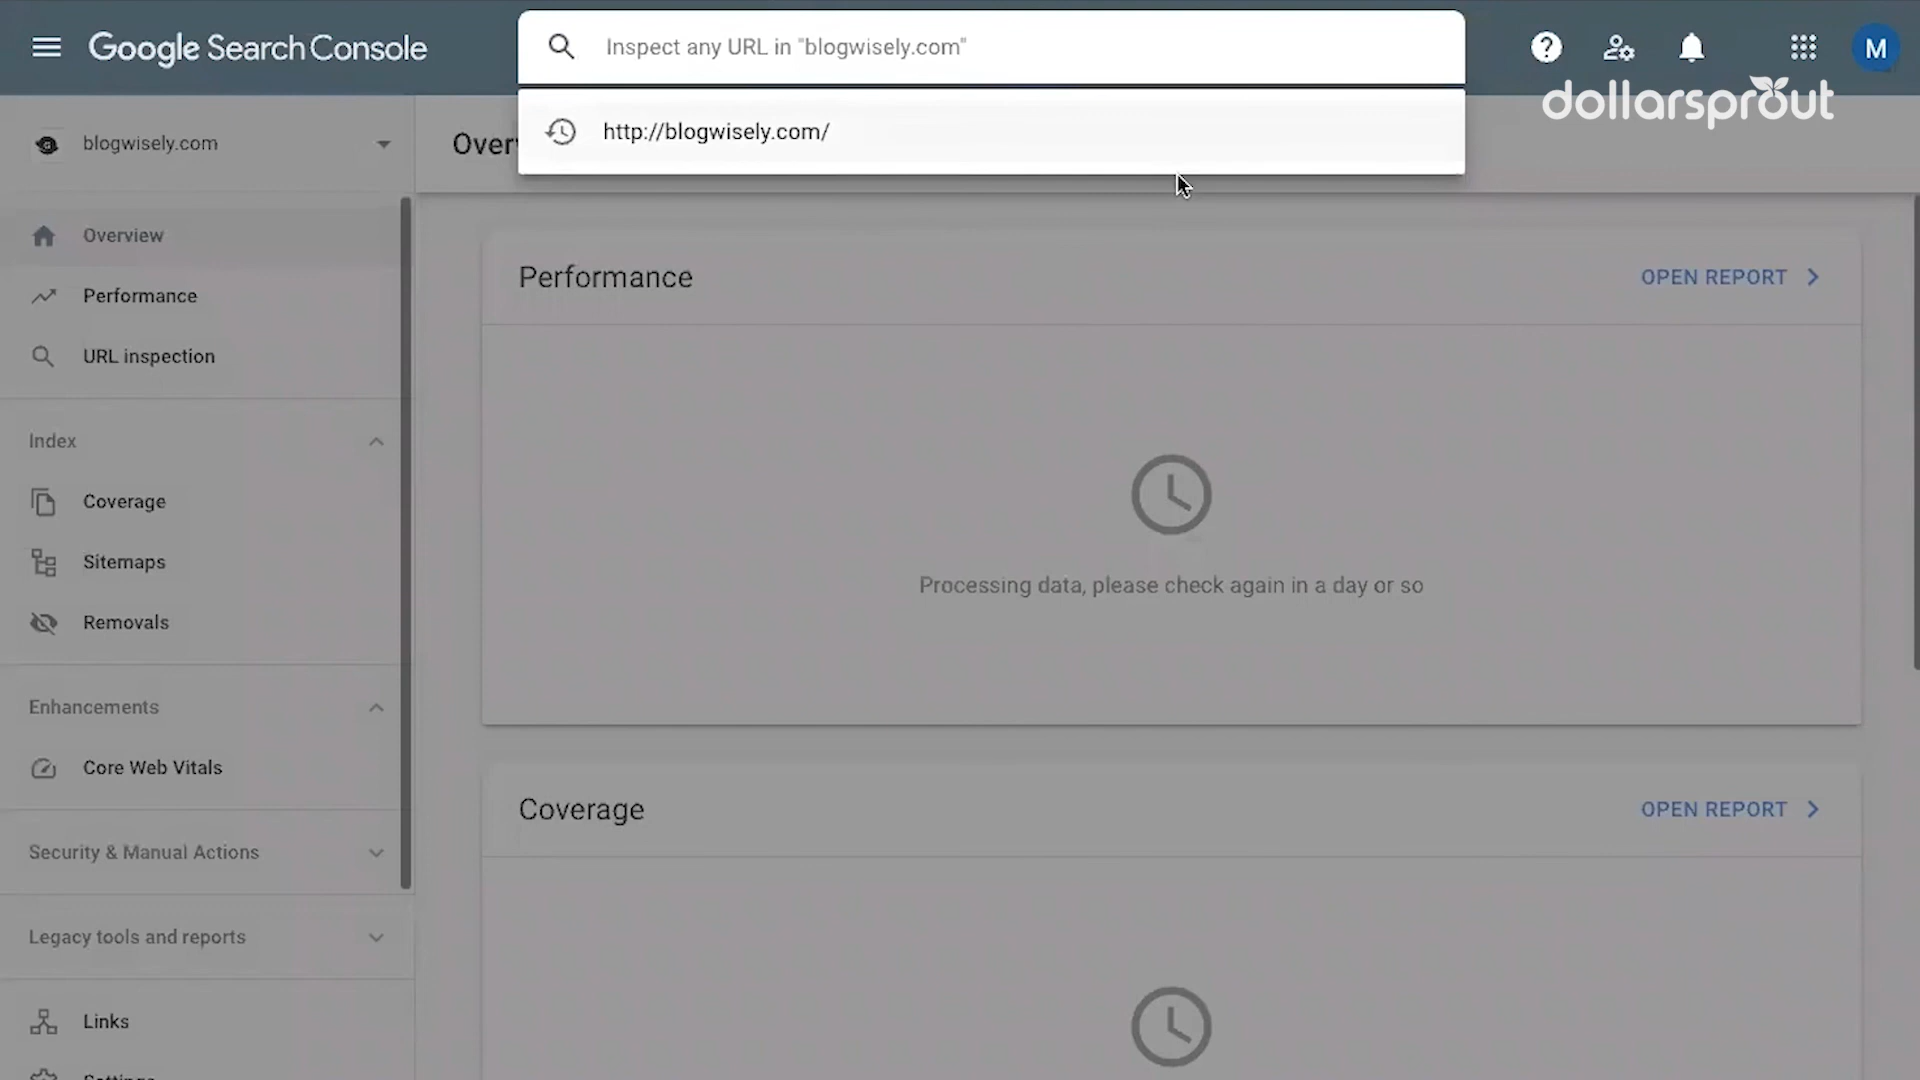 Google Search Console
Inspect any URL in "blogwisely.com"
M
dollarsprout
http://blogwisely.com/
blogwisely.com
Over
Overview
Performance
URL inspection
Index
Coverage
Sitemaps
Removals
Enhancements
Core Web Vitals
Security & Manual Actions
Legacy tools and reports
Links
Settings
Performance
OPEN REPORT
Processing data, please check again in a day or so
Coverage
OPEN REPORT